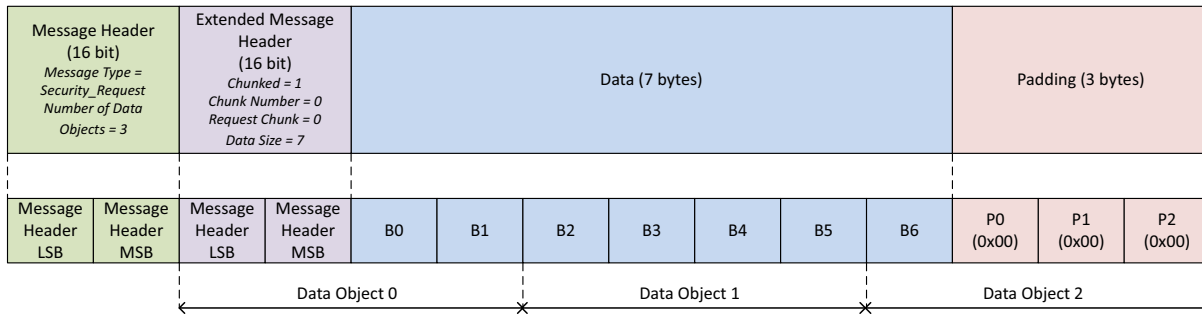 Message Header
(16 bit)
Message Type =
Security_Request
Number of Data
Objects = 3
Extended Message
Header
(16 bit)
Chunked = 1
Chunk Number = 0
Request Chunk = 0
Data Size = 7
Data (7 bytes)
Padding (3 bytes)
Message
Header
LSB
Message
Header
MSB
Message
Header
LSB
Message
Header
MSB
B0
B1
B2
B3
B4
B5
B6
P0
(0x00)
P1
(0x00)
P2
(0x00)
Data Object 0
Data Object 1
Data Object 2